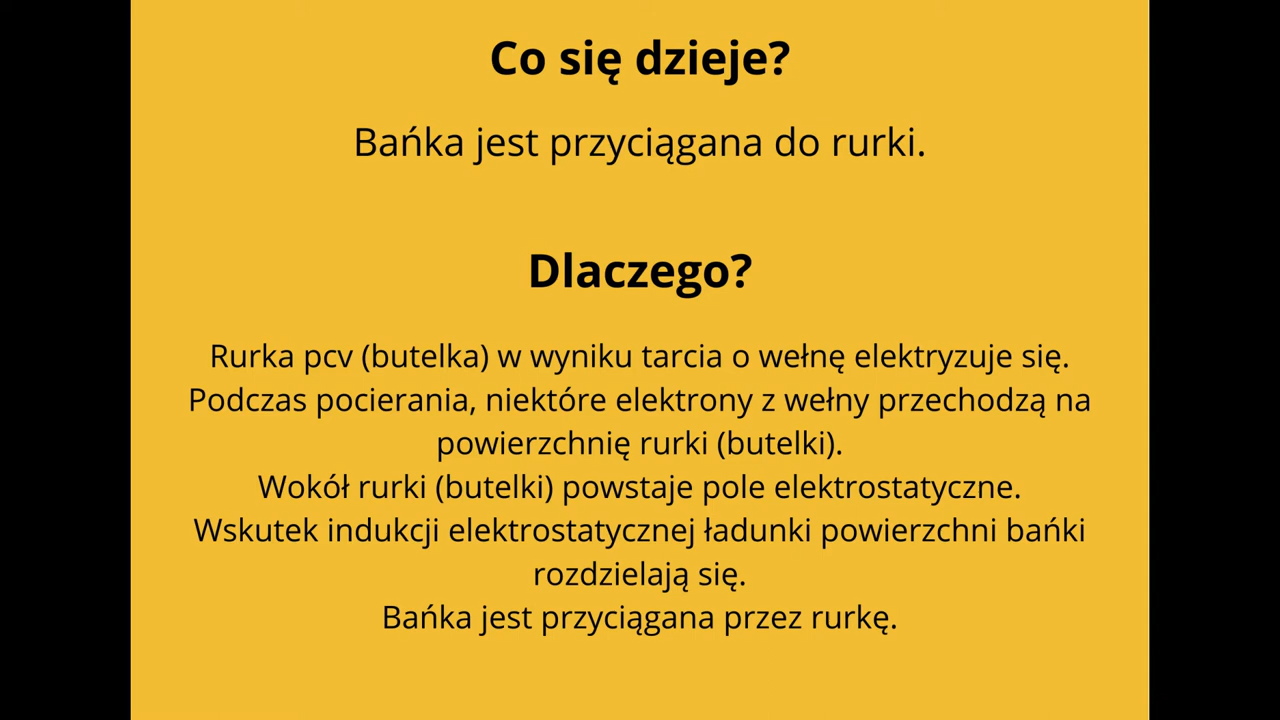 Co się dzieje?
Bańka jest przyciągana do rurki.
Dlaczego?
Rurka pcv (butelka) w wyniku tarcia o wełnę elektryzuje się.
Podczas pocierania, niektóre elektrony z wełny przechodzą na
powierzchnię rurki (butelki).
Wokół rurki (butelki) powstaje pole elektrostatyczne.
Wskutek indukcji elektrostatycznej ładunki powierzchni bańki
rozdzielają się.
Bańka jest przyciągana przez rurkę.